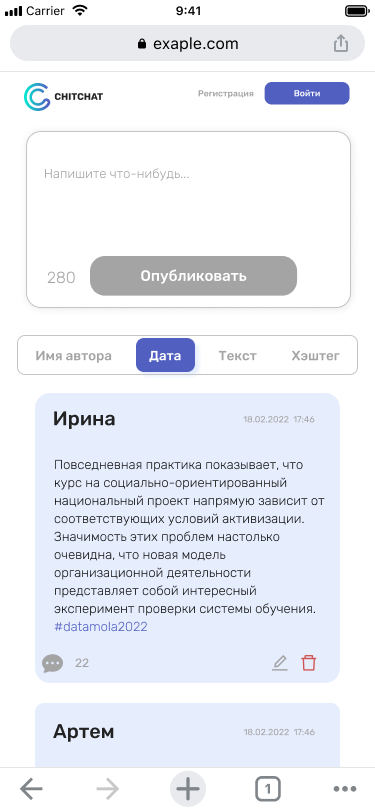 Carrier
9:41
exaple.com
CHITCHAT
Регистрация
Войти
Напишите что-нибудь...
280
Опубликовать
Имя автора
Дата
Текст
Хэштег
Ирина
18.02.2022 17:46
Повседневная практика показывает, что
курс на социально-ориентированный
национальный проект напрямую зависит от
соответствующих условий активизации.
Значимость этих проблем настолько
очевидна, что новая модель
организационной деятельности
представляет собой интересный
эксперимент проверки системы обучения.
#datamola2022
22
Артем
18.02.2022 17:46
1